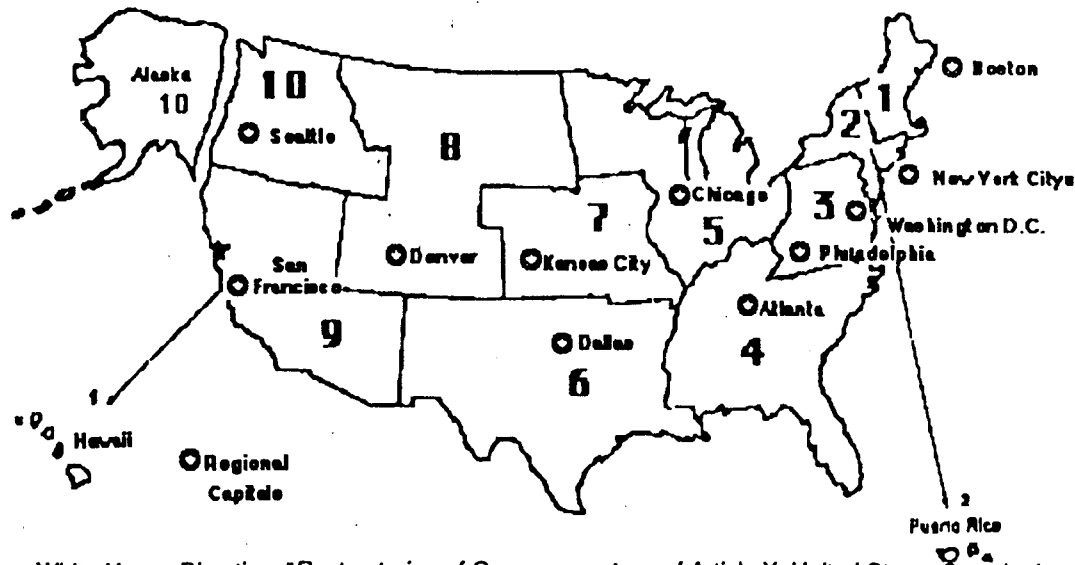 Alaska
10
10
Seattle
8
1
Boston
2
New York City
Chicago
7
3
5
Washington D.C.
Denver
Kansas City
Philadelphia
San
Francisco
Atlanta
9
Dallas
4
6
Hawaii
Regional
Capitals
2
Puerto Rico